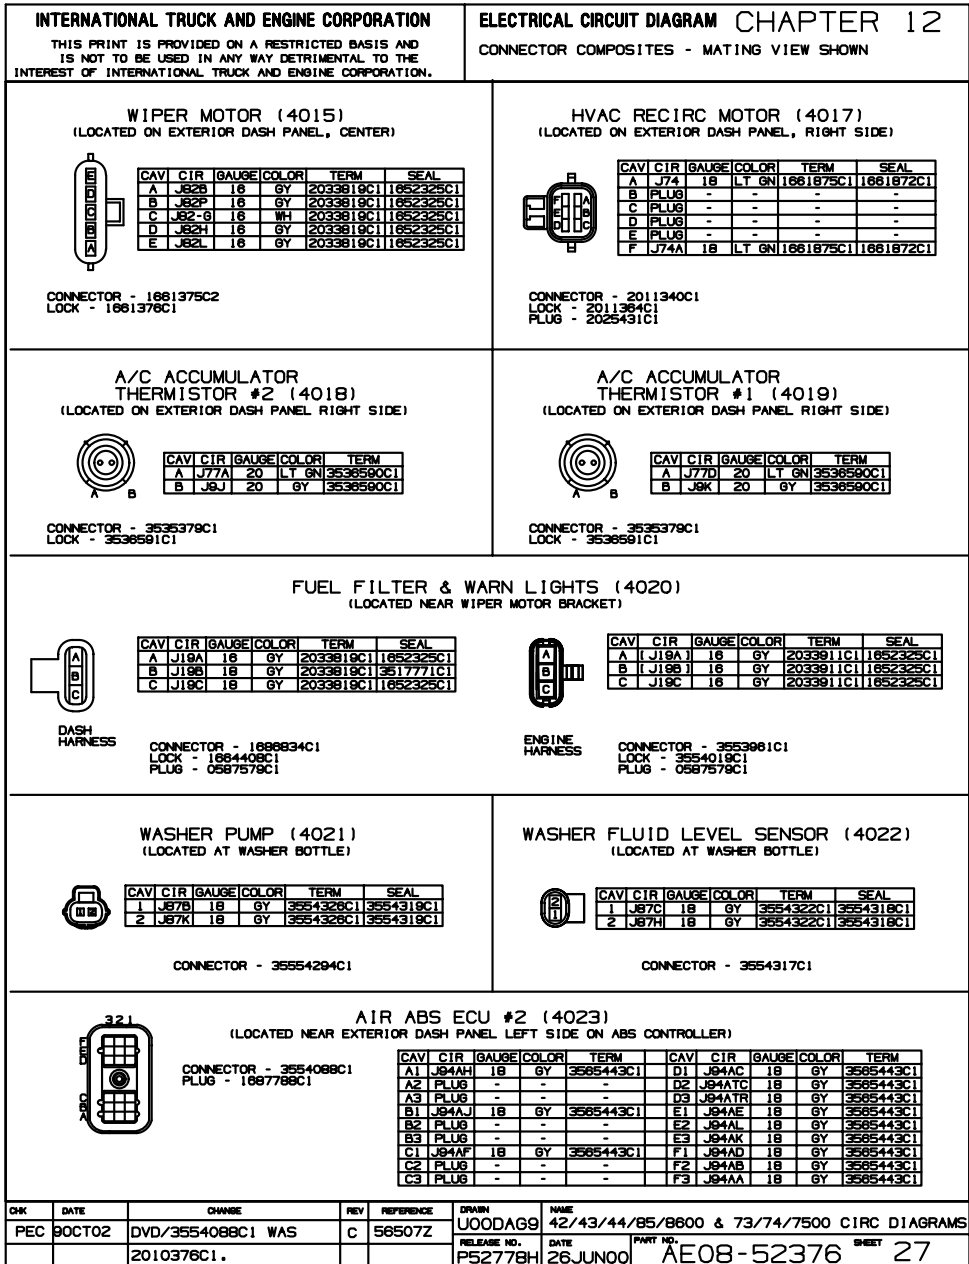 INTERNATIONAL TRUCK AND ENGINE CORPORATION
THIS PRINT IS PROVIDED ON A RESTRICTED BASIS AND
IS NOT TO BE USED IN ANY WAY DETRIMENTAL TO THE
INTEREST OF INTERNATIONAL TRUCK AND ENGINE CORPORATION.
ELECTRICAL CIRCUIT DIAGRAM CHAPTER 12
CONNECTOR COMPOSITES - MATING VIEW SHOWN
WIPER MOTOR (4015)
(LOCATED ON EXTERIOR DASH PANEL, CENTER)
E
D
C
B
A
CAV CIR GAUGE COLOR TERM SEAL
A J82B 16 GY 2033819C1 1652325C1
B J82P 16 GY 2033819C1 1652325C1
C J82-G 16 WH 2033819C1 1652325C1
D J82H 16 GY 2033819C1 1652325C1
E J82L 16 GY 2033819C1 1652325C1
CONNECTOR - 1661375C2
LOCK - 1661376C1
HVAC RECIRC MOTOR (4017)
(LOCATED ON EXTERIOR DASH PANEL, RIGHT SIDE)
F A
E B
D C
CAV CIR GAUGE COLOR TERM SEAL
A J74 18 LT GN 1661875C1 1661872C1
B PLUG - - - -
C PLUG - - - -
D PLUG - - - -
E PLUG - - - -
F J74A 18 LT GN 1661875C1 1661872C1
CONNECTOR - 2011340C1
LOCK - 2011364C1
PLUG - 2025431C1
A/C ACCUMULATOR
THERMISTOR #2 (4018)
(LOCATED ON EXTERIOR DASH PANEL RIGHT SIDE)
A B
CAV CIR GAUGE COLOR TERM
A J77A 20 LT GN 3536590C1
B J9J 20 GY 3536590C1
CONNECTOR - 3535379C1
LOCK - 3536591C1
A/C ACCUMULATOR
THERMISTOR #1 (4019)
(LOCATED ON EXTERIOR DASH PANEL RIGHT SIDE)
A B
CAV CIR GAUGE COLOR TERM
A J77D 20 LT GN 3536590C1
B J9K 20 GY 3536590C1
CONNECTOR - 3535379C1
LOCK - 3536591C1
FUEL FILTER & WARN LIGHTS (4020)
(LOCATED NEAR WIPER MOTOR BRACKET)
A
B
C
DASH
HARNESS
CAV CIR GAUGE COLOR TERM SEAL
A J19A 16 GY 2033819C1 1652325C1
B J19B 18 GY 2033819C1 3517771C1
C J19C 18 GY 2033819C1 1652325C1
CONNECTOR - 1686834C1
LOCK - 1664408C1
PLUG - 0587579C1
A
B
C
ENGINE
HARNESS
CAV CIR GAUGE COLOR TERM SEAL
A [J19A] 16 GY 2033911C1 1652325C1
B [J19B] 16 GY 2033911C1 1652325C1
C J19C 16 GY 2033911C1 1652325C1
CONNECTOR - 3553961C1
LOCK - 3554019C1
PLUG - 0587579C1
WASHER PUMP (4021)
(LOCATED AT WASHER BOTTLE)
1 2
CAV CIR GAUGE COLOR TERM SEAL
1 J87B 18 GY 3554326C1 3554319C1
2 J87K 18 GY 3554326C1 3554319C1
CONNECTOR - 35554294C1
WASHER FLUID LEVEL SENSOR (4022)
(LOCATED AT WASHER BOTTLE)
2
1
CAV CIR GAUGE COLOR TERM SEAL
1 J87C 18 GY 3554322C1 3554318C1
2 J87H 18 GY 3554322C1 3554318C1
CONNECTOR - 3554317C1
AIR ABS ECU #2 (4023)
(LOCATED NEAR EXTERIOR DASH PANEL LEFT SIDE ON ABS CONTROLLER)
321
F
E
D
C
B
A
CONNECTOR - 3554088C1
PLUG - 1687788C1
CAV CIR GAUGE COLOR TERM CAV CIR GAUGE COLOR TERM
A1 J94AH 18 GY 3565443C1 D1 J94AC 18 GY 3565443C1
A2 PLUG - - - D2 J94ATC 18 GY 3565443C1
A3 PLUG - - - D3 J94ATR 18 GY 3565443C1
B1 J94AJ 18 GY 3565443C1 E1 J94AE 18 GY 3565443C1
B2 PLUG - - - E2 J94AL 18 GY 3565443C1
B3 PLUG - - - E3 J94AK 18 GY 3565443C1
C1 J94AF 18 GY 3565443C1 F1 J94AD 18 GY 3565443C1
C2 PLUG - - - F2 J94AB 18 GY 3565443C1
C3 PLUG - - - F3 J94AA 18 GY 3565443C1
CHK DATE CHANGE REV REFERENCE DRAWN NAME
PEC 9OCT02 DVD/3554088C1 WAS C 56507Z U00DAG9 42/43/44/85/8600 & 73/74/7500 CIRC DIAGRAMS
2010376C1. RELEASE NO. P52778H DATE 26JUN00 PART NO. AE08-52376 SHEET 27